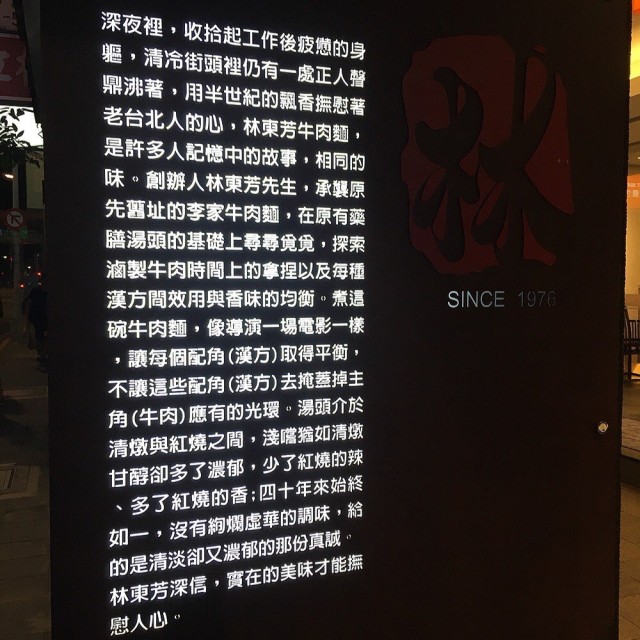 深夜裡，收拾起工作後疲憊的身
軀，清冷街頭裡仍有一處正人聲
鼎沸著，用半世紀的飄香撫慰著
老台北人的心，林東芳牛肉麵，
是許多人記憶中的故事，相同的
味。創辦人林東芳先生，承襲原
先舊址的李家牛肉麵，在原有藥
膳湯頭的基礎上尋尋覓覓，探索
滷製牛肉時間上的拿捏以及每種
漢方間效用與香味的均衡。煮這
碗牛肉麵，像導演一場電影一樣
，讓每個配角(漢方)取得平衡，
不讓這些配角(漢方)去掩蓋掉主
角(牛肉)應有的光環。湯頭介於
清燉與紅燒之間，淺嚐猶如清燉
甘醇卻多了濃郁，少了紅燒的辣
、多了紅燒的香;四十年來始終
如一，沒有絢爛虛華的調味，給
的是清淡卻又濃郁的那份真誠。
林東芳深信，實在的美味才能撫
慰人心。
林
SINCE 1976